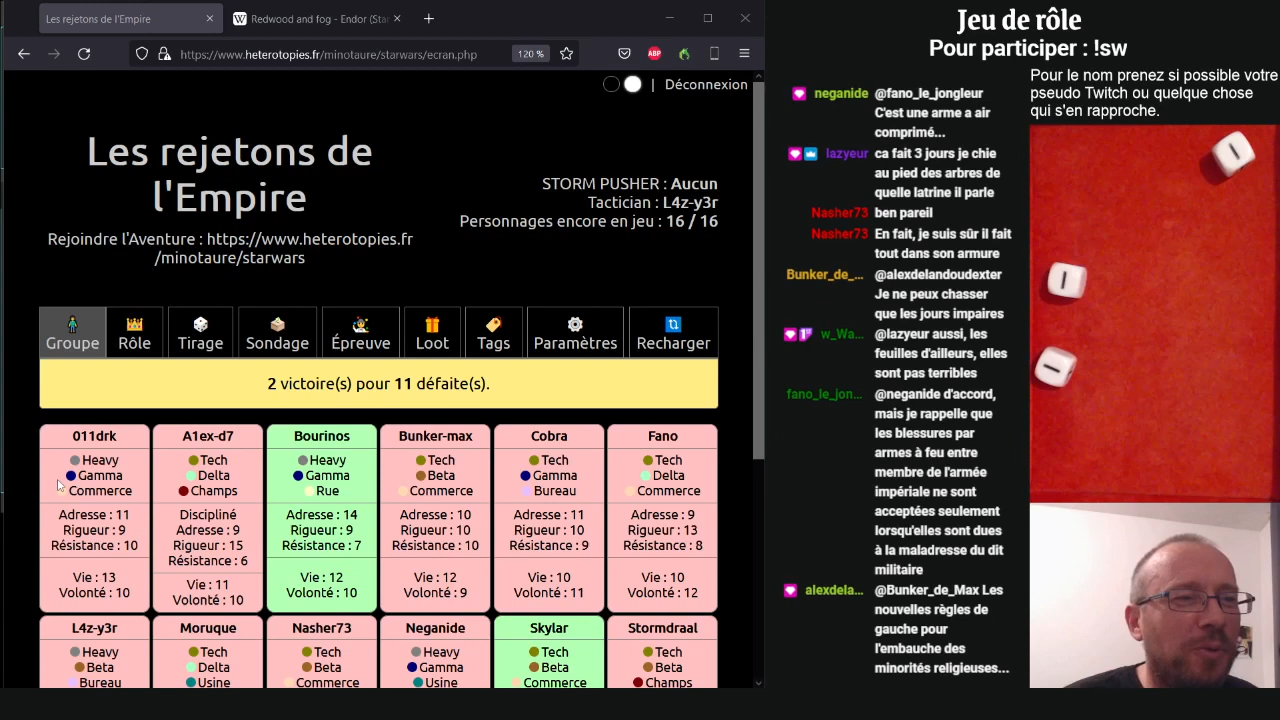 Les rejetons de l'Empire
Redwood and fog - Endor (Star
https://www.heterotopies.fr/minotaure/starwars/ecran.php
120 %
ABP
| Déconnexion
Les rejetons de
l'Empire
Rejoindre l'Aventure : https://www.heterotopies.fr
/minotaure/starwars
STORM PUSHER : Aucun
Tactician : L4z-y3r
Personnages encore en jeu : 16 / 16
Groupe
Rôle
Tirage
Sondage
Épreuve
Loot
Tags
Paramètres
Recharger
2 victoire(s) pour 11 défaite(s).
011drk
Heavy
Gamma
Commerce
Adresse : 11
Rigueur : 9
Résistance : 10
Vie : 13
Volonté : 10
A1ex-d7
Tech
Delta
Champs
Discipliné
Adresse : 9
Rigueur : 15
Résistance : 6
Vie : 11
Volonté : 10
Bourinos
Heavy
Gamma
Rue
Adresse : 14
Rigueur : 9
Résistance : 7
Vie : 12
Volonté : 10
Bunker-max
Tech
Beta
Commerce
Adresse : 10
Rigueur : 10
Résistance : 10
Vie : 12
Volonté : 9
Cobra
Tech
Gamma
Bureau
Adresse : 11
Rigueur : 10
Résistance : 9
Vie : 10
Volonté : 11
Fano
Tech
Delta
Commerce
Adresse : 9
Rigueur : 13
Résistance : 8
Vie : 10
Volonté : 12
L4z-y3r
Heavy
Beta
Bureau
Moruque
Tech
Delta
Usine
Nasher73
Tech
Beta
Commerce
Neganide
Heavy
Gamma
Usine
Skylar
Tech
Beta
Commerce
Stormdraal
Tech
Beta
Champs
Jeu de rôle
Pour participer : !sw
neganide @fano_le_jongleur
C'est une arme a air
comprimé...
lazyeur ca fait 3 jours je chie
au pied des arbres de
quelle latrine il parle
Nasher73 ben pareil
Nasher73 En fait, je suis sûr il fait
tout dans son armure
Bunker_de_... @alexdelandoudexter
Je ne peux chasser
que les jours impaires
w_Wa... @lazyeur aussi, les
feuilles d'ailleurs, elles
sont pas terribles
fano_le_jon... @neganide d'accord,
mais je rappelle que
les blessures par
armes à feu entre
membre de l'armée
impériale ne sont
acceptées seulement
lorsqu'elles sont dues
à la maladresse du dit
militaire
alexdela... @Bunker_de_Max Les
nouvelles règles de
gauche pour
l'embauche des
minorités religieuses...
Pour le nom prenez si possible votre
pseudo Twitch ou quelque chose
qui s'en rapproche.